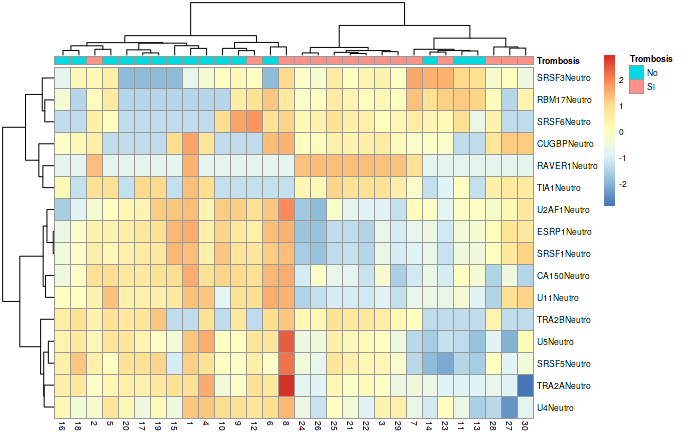 Trombosis
SRSF3Neutro
RBM17Neutro
SRSF6Neutro
CUGBPNeutro
RAVER1Neutro
TIA1Neutro
U2AF1Neutro
ESRP1Neutro
SRSF1Neutro
CA150Neutro
U11Neutro
TRA2BNeutro
U5Neutro
SRSF5Neutro
TRA2ANeutro
U4Neutro
16 18 2 5 20 17 19 15 1 4 10 9 12 6 8 24 26 25 21 22 3 29 7 14 23 11 13 28 27 30
2
1
0
-1
-2
Trombosis
No
SI